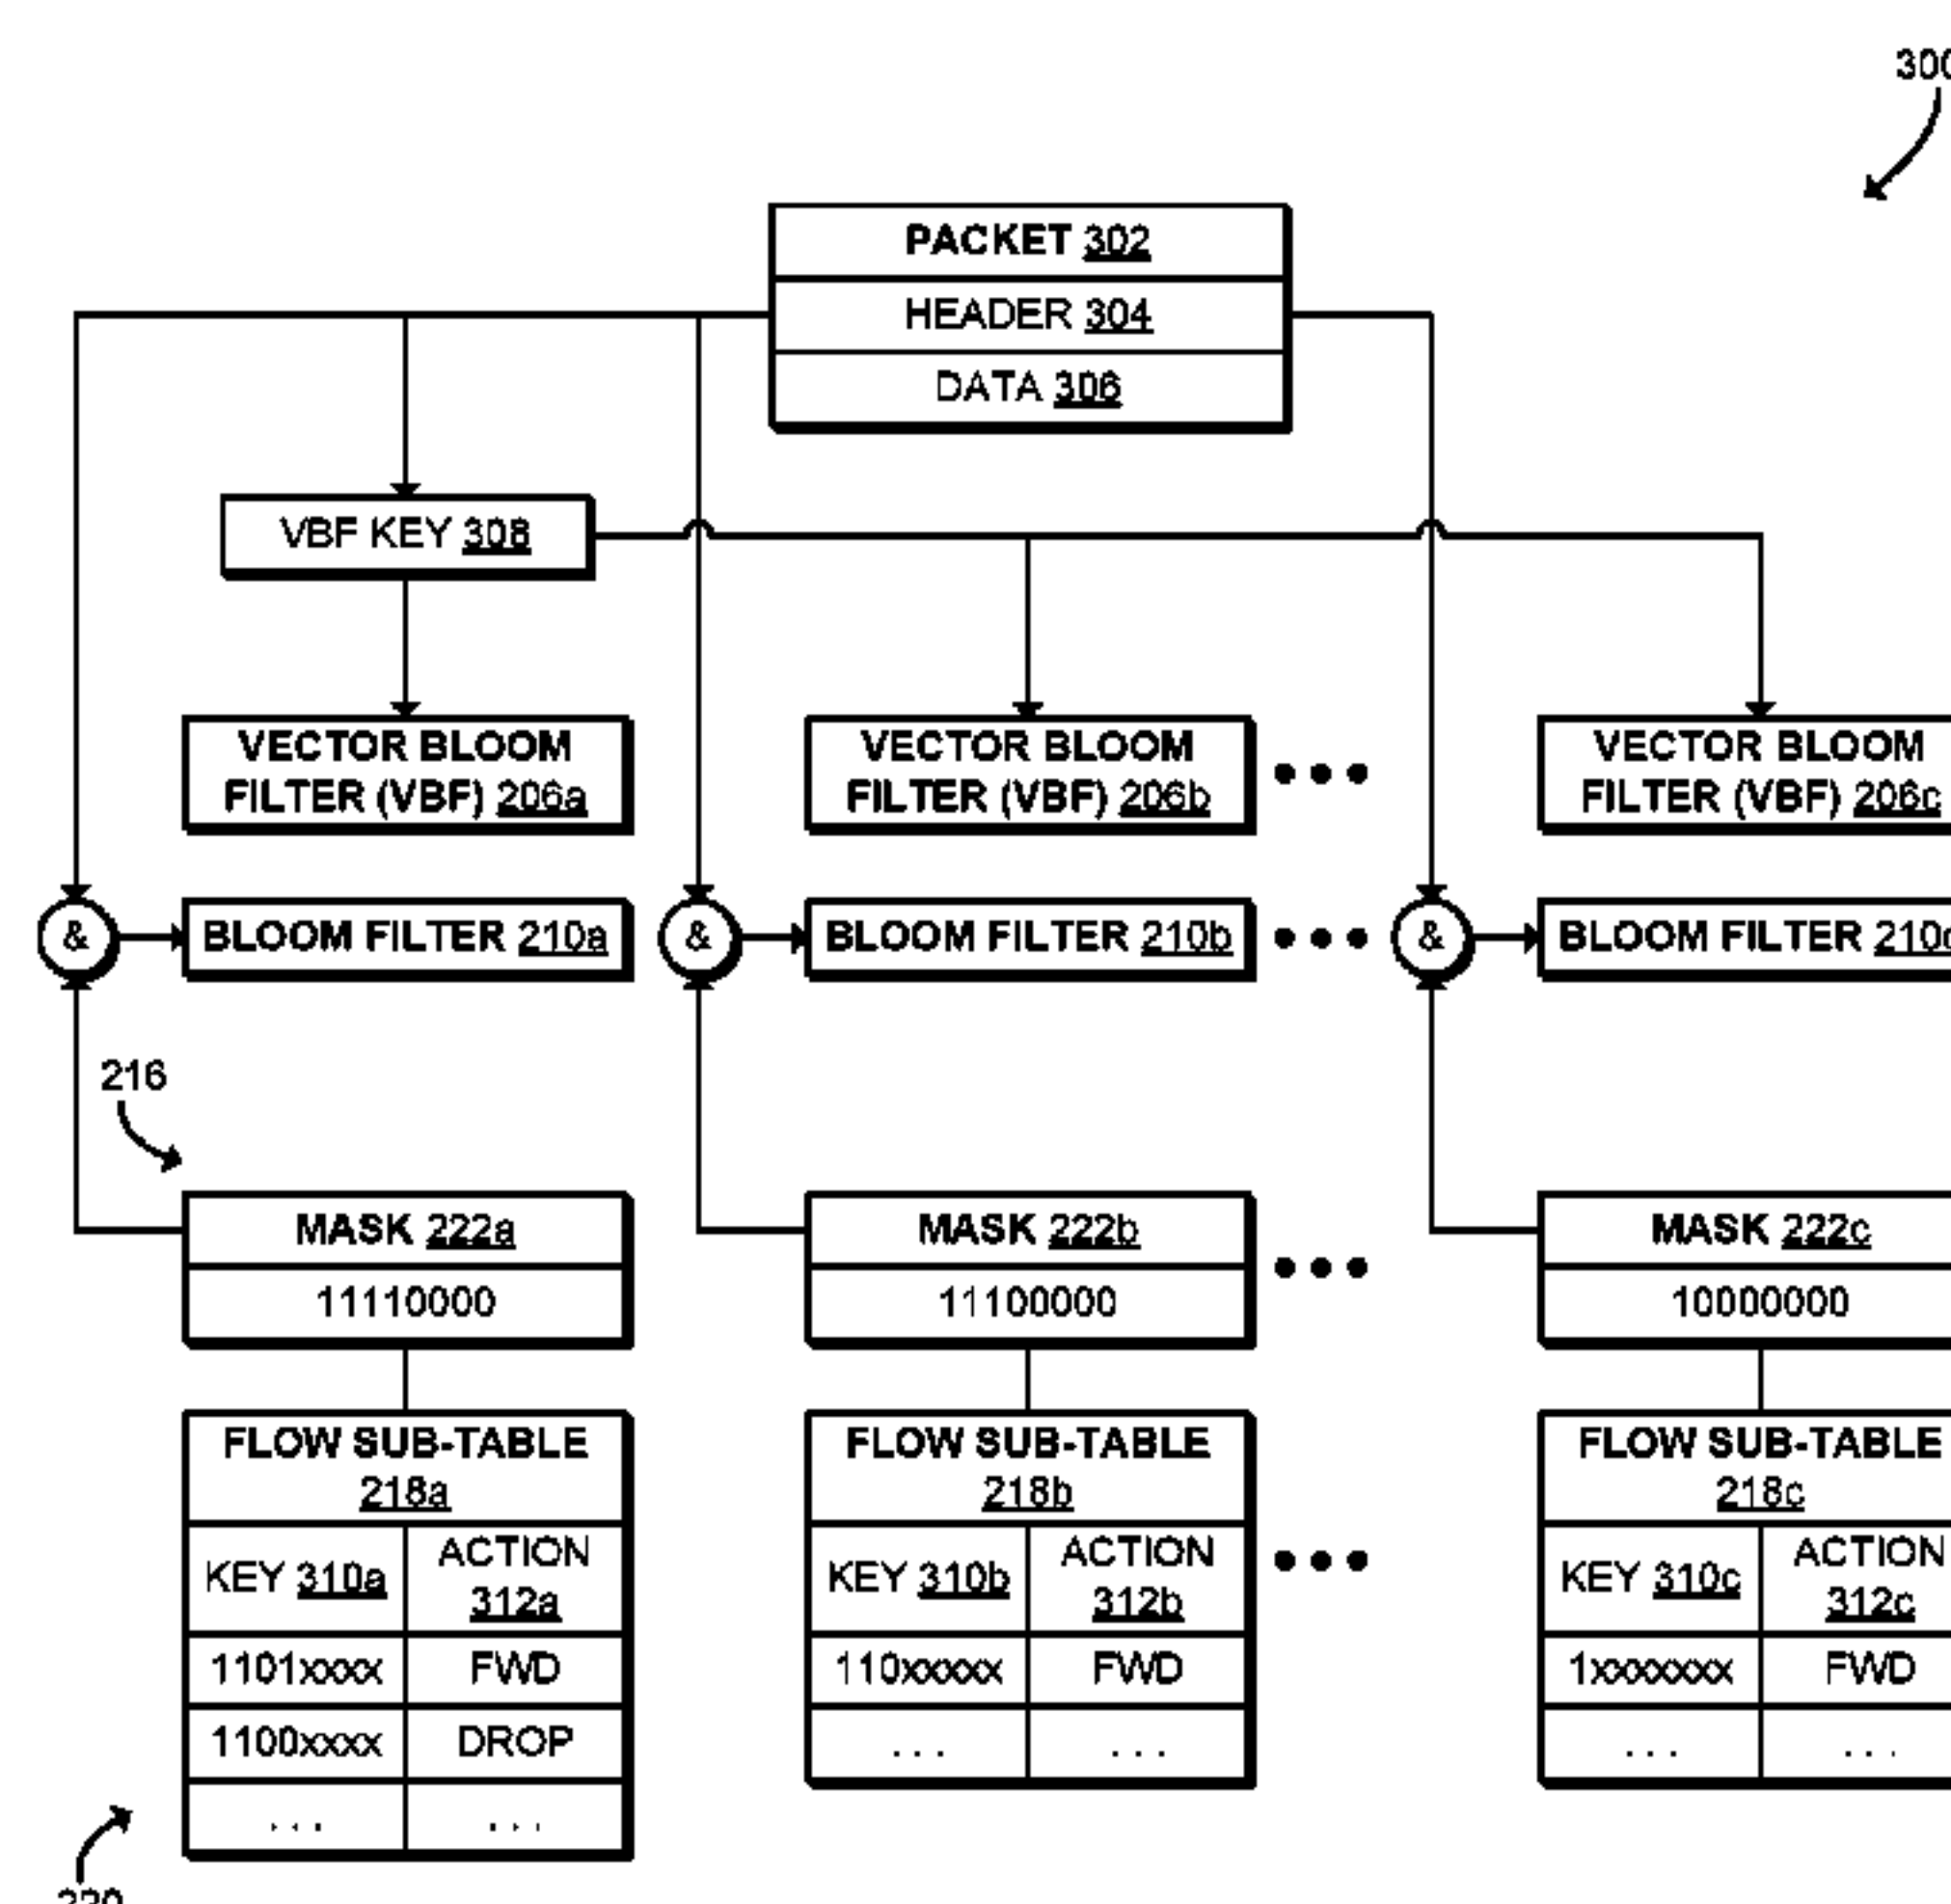 300
PACKET 302
HEADER 304
DATA 306
VBF KEY 308
VECTOR BLOOM
FILTER (VBF) 206a
VECTOR BLOOM
FILTER (VBF) 206b
VECTOR BLOOM
FILTER (VBF) 206c
&
BLOOM FILTER 210a
&
BLOOM FILTER 210b
&
BLOOM FILTER 210c
216
MASK 222a
11110000
MASK 222b
11100000
MASK 222c
10000000
FLOW SUB-TABLE
218a
KEY 310a
ACTION
312a
1101xxxx
FWD
1100xxxx
DROP
. . .
. . .
FLOW SUB-TABLE
218b
KEY 310b
ACTION
312b
110xxxxx
FWD
. . .
. . .
FLOW SUB-TABLE
218c
KEY 310c
ACTION
312c
1xxxxxxx
FWD
. . .
. . .